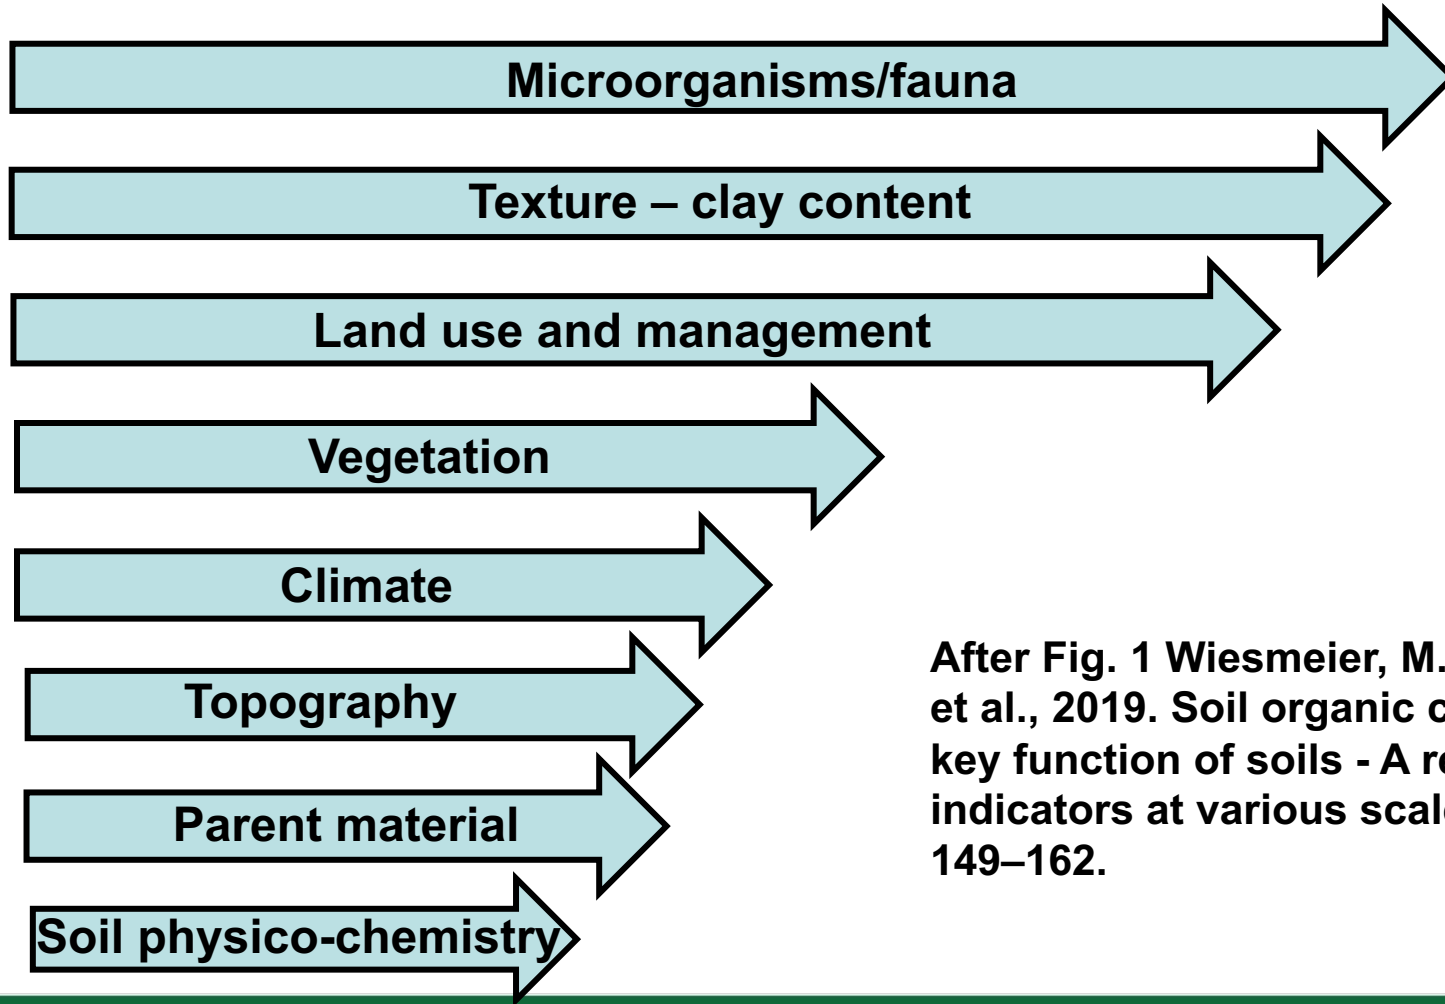 Microorganisms/fauna
Texture – clay content
Land use and management
Vegetation
Climate
Topography
Parent material
Soil physico-chemistry
After Fig. 1 Wiesmeier, M.
et al., 2019. Soil organic
key function of soils - A
indicators at various
149–162.